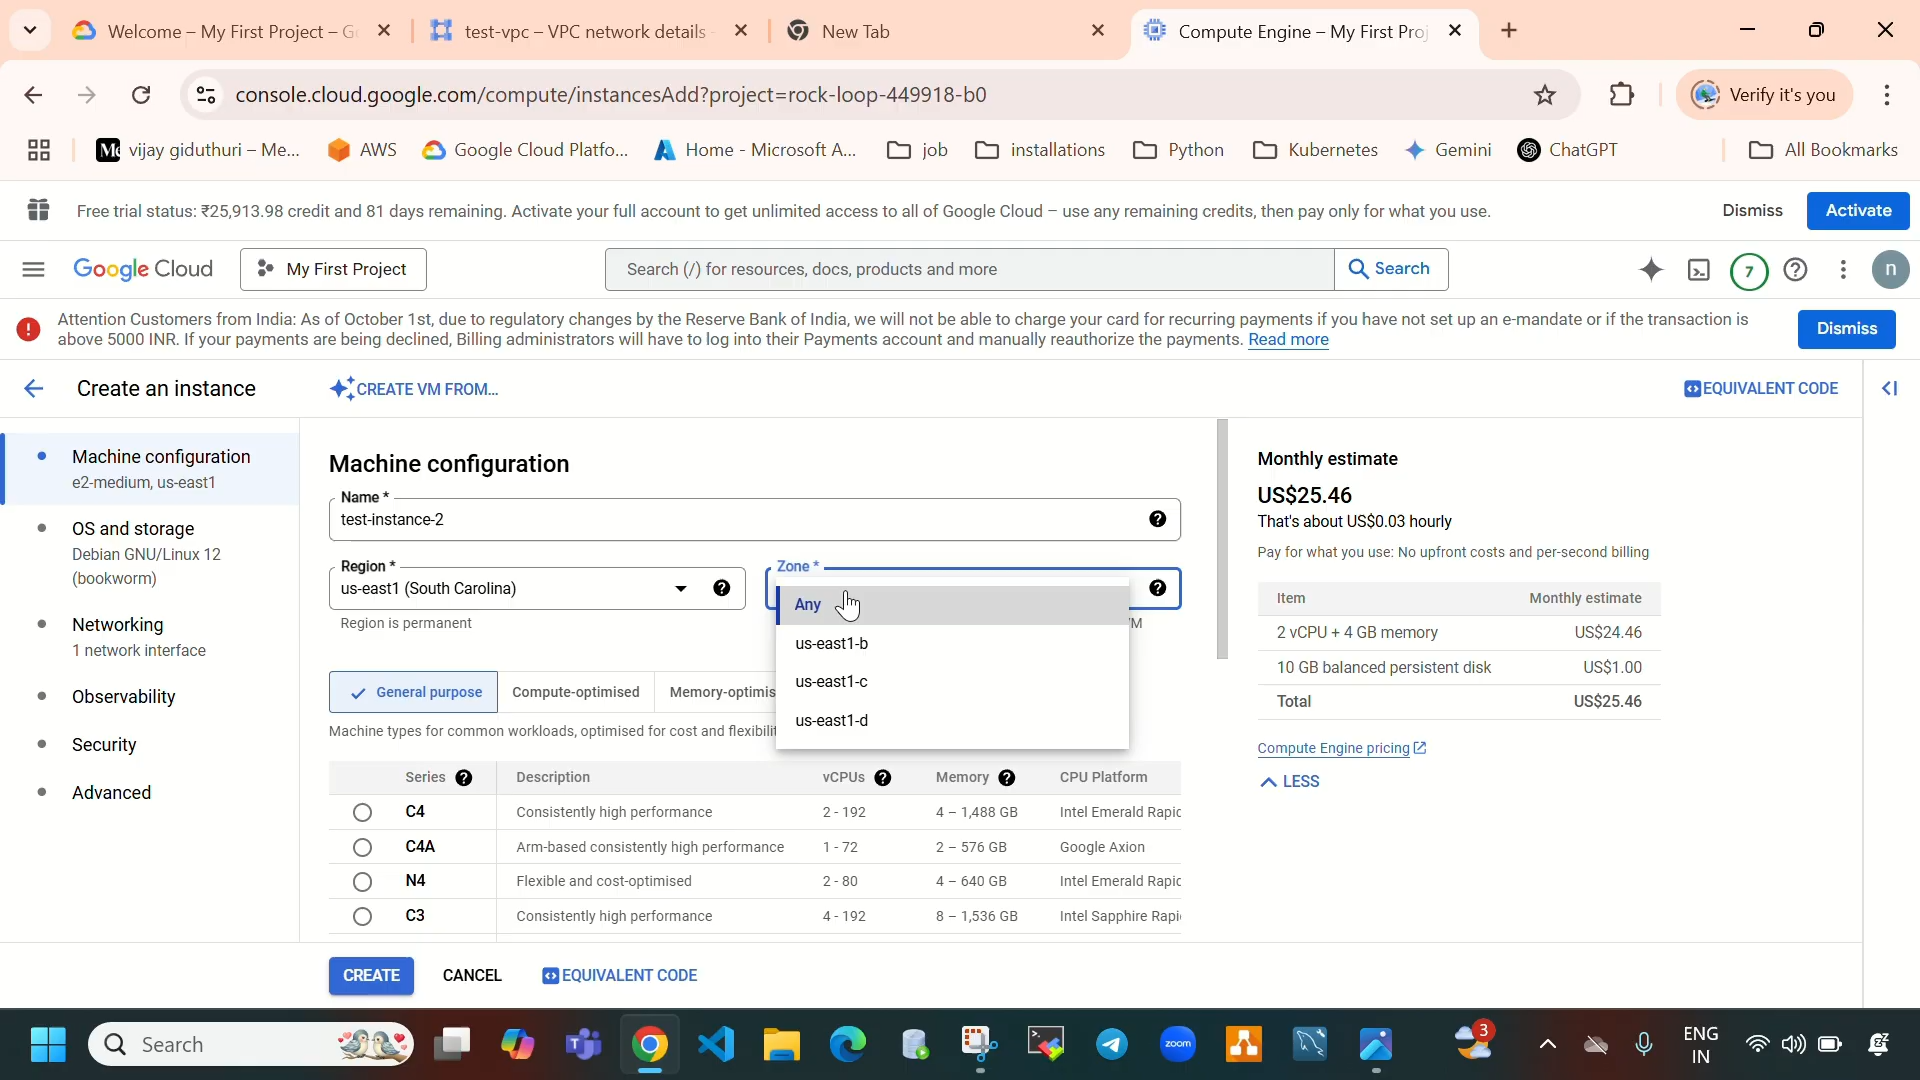 Welcome – My First Project – G
test-vpc – VPC network details
New Tab
Compute Engine – My First Proj
console.cloud.google.com/compute/instancesAdd?project=rock-loop-449918-b0
Verify it's you
vijay giduthuri – Me...
AWS
Google Cloud Platfo...
Home - Microsoft A...
job
installations
Python
Kubernetes
Gemini
ChatGPT
All Bookmarks
Free trial status: ₹25,913.98 credit and 81 days remaining. Activate your full account to get unlimited access to all of Google Cloud – use any remaining credits, then pay only for what you use.
Dismiss
Activate
Google Cloud
My First Project
Search (/) for resources, docs, products and more
Search
7
n
Attention Customers from India: As of October 1st, due to regulatory changes by the Reserve Bank of India, we will not be able to charge your card for recurring payments if you have not set up an e-mandate or if the transaction is
above 5000 INR. If your payments are being declined, Billing administrators will have to log into their Payments account and manually reauthorize the payments. Read more
Dismiss
Create an instance
CREATE VM FROM...
EQUIVALENT CODE
Machine configuration
e2-medium, us-east1
OS and storage
Debian GNU/Linux 12
(bookworm)
Networking
1 network interface
Observability
Security
Advanced
Machine configuration
Name *
test-instance-2
Region *
us-east1 (South Carolina)
Region is permanent
Zone *
Any
us-east1-b
us-east1-c
us-east1-d
VM
General purpose
Compute-optimised
Memory-optimis
Machine types for common workloads, optimised for cost and flexibili
Series
Description
vCPUs
Memory
CPU Platform
C4
Consistently high performance
2 - 192
4 – 1,488 GB
Intel Emerald Rapid
C4A
Arm-based consistently high performance
1 - 72
2 – 576 GB
Google Axion
N4
Flexible and cost-optimised
2 - 80
4 – 640 GB
Intel Emerald Rapid
C3
Consistently high performance
4 - 192
8 – 1,536 GB
Intel Sapphire Rapi
CREATE
CANCEL
EQUIVALENT CODE
Monthly estimate
US$25.46
That's about US$0.03 hourly
Pay for what you use: No upfront costs and per-second billing
Item
Monthly estimate
2 vCPU + 4 GB memory
US$24.46
10 GB balanced persistent disk
US$1.00
Total
US$25.46
Compute Engine pricing
LESS
Search
zoom
3
ENG
IN